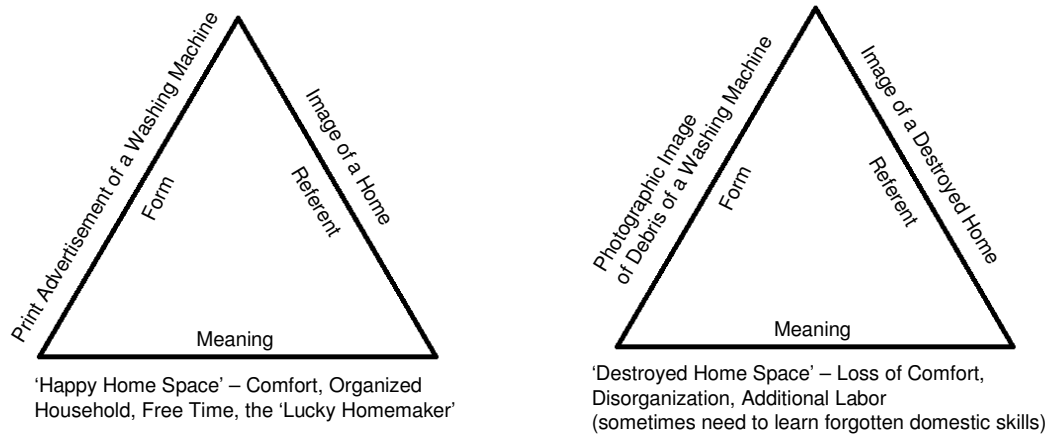 Print Advertisement of a Washing Machine
Form
Image of a Home
Referent
Meaning
‘Happy Home Space’ – Comfort, Organized
Household, Free Time, the ‘Lucky Homemaker’
Photographic Image
of Debris of a Washing Machine
Form
Image of a Destroyed Home
Referent
Meaning
‘Destroyed Home Space’ – Loss of Comfort,
Disorganization, Additional Labor
(sometimes need to learn forgotten domestic skills)